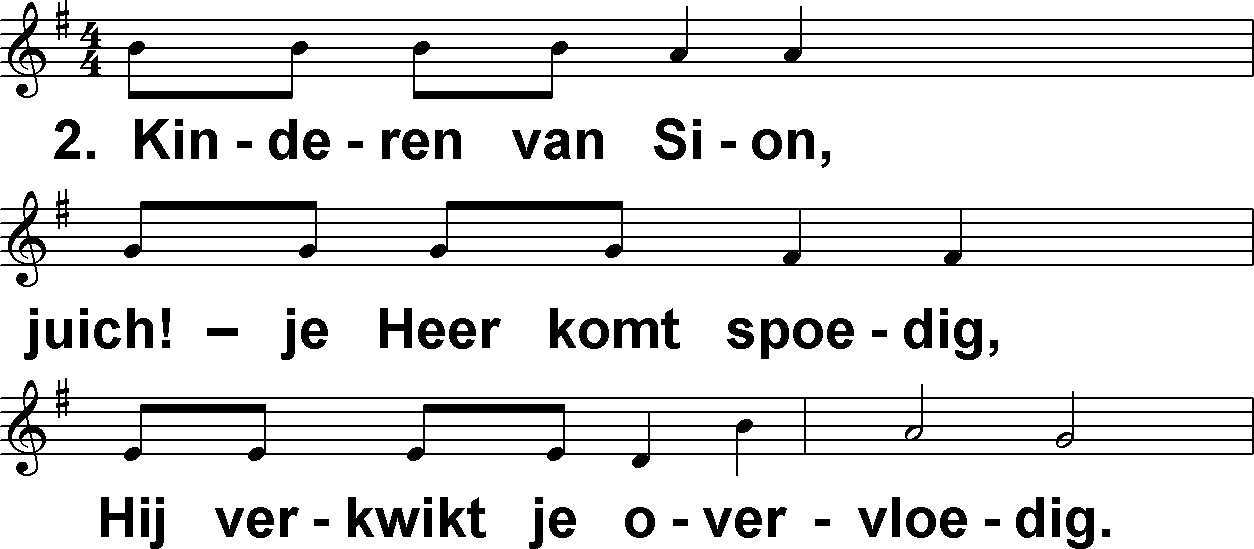 2. Kin - de - ren van Si - on,
juich! – je Heer komt spoe - dig,
Hij ver - kwikt je o - ver - vloe - dig.